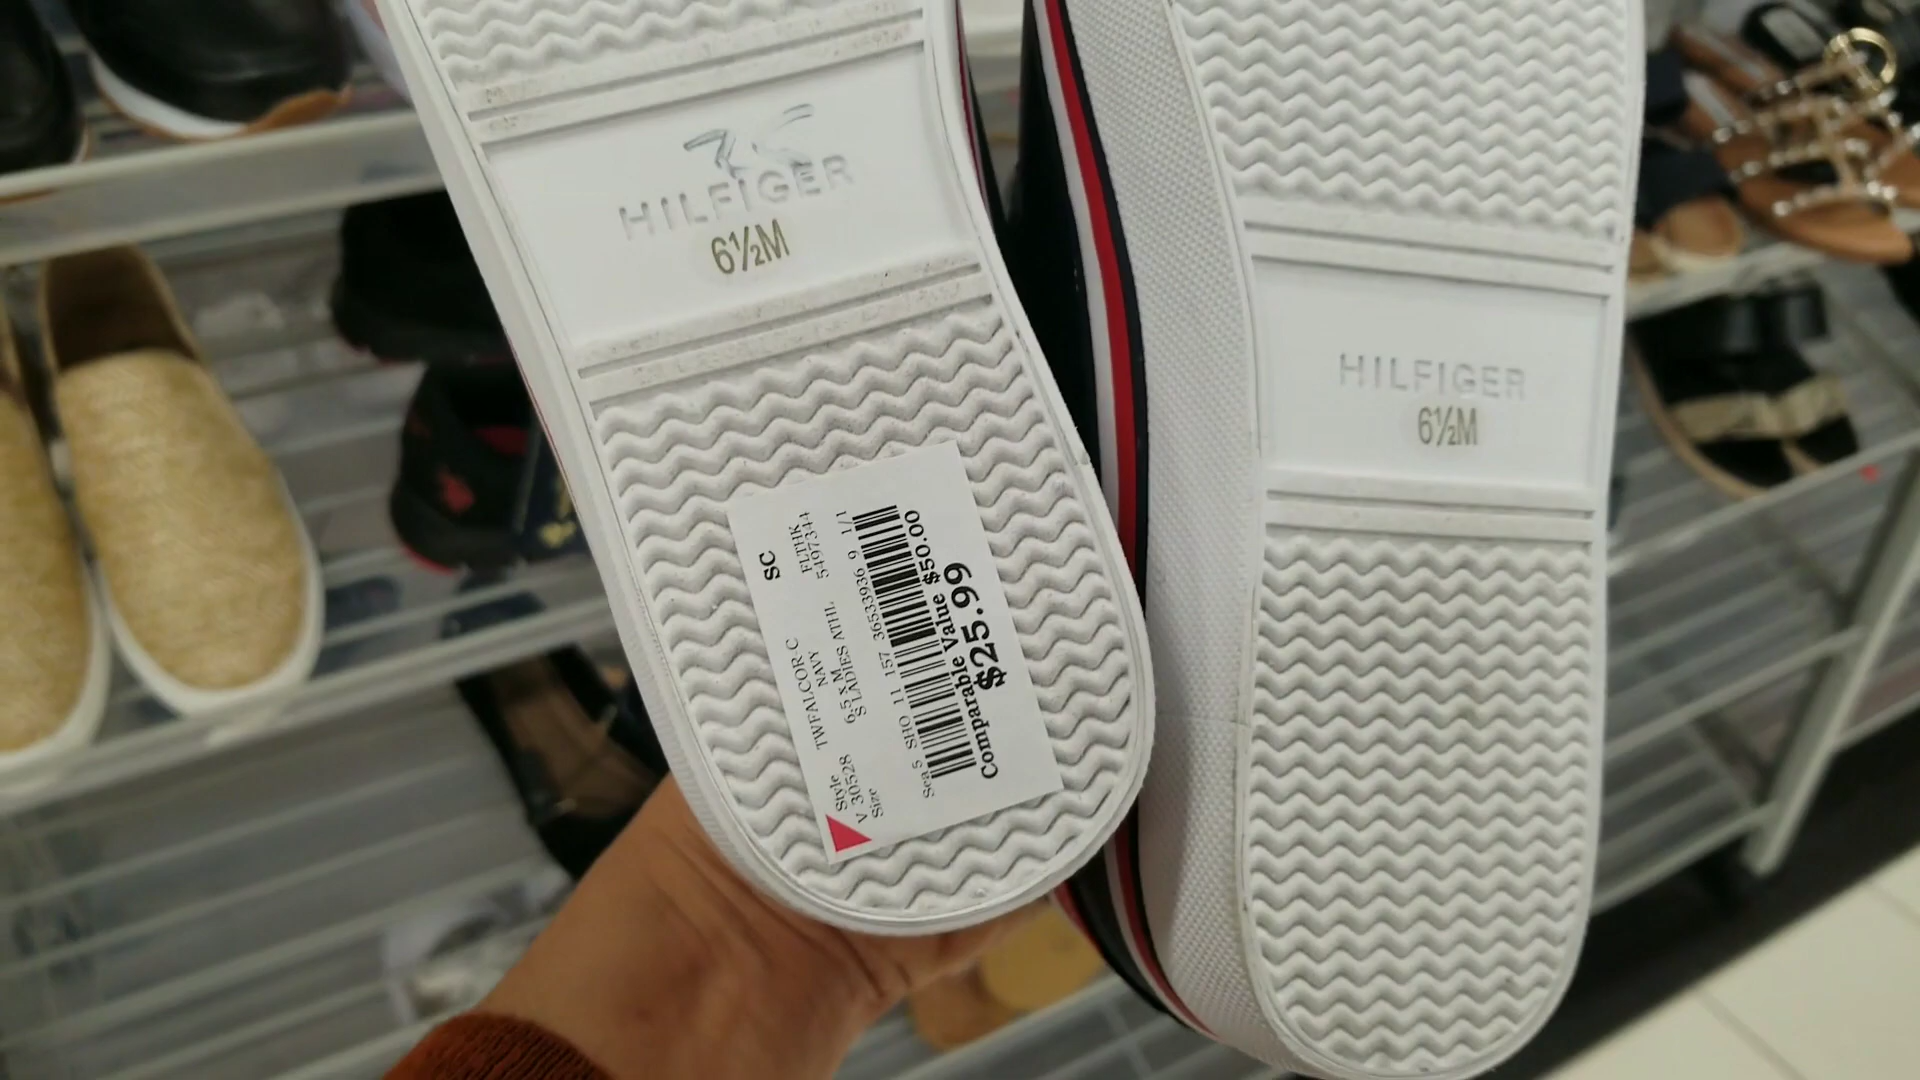 HILFIGER
6½M
SC
Style TWFALCOR-C FLTHK
V 30528 NAVY 5497344
Size 6.5 x M
S LADIES ATHL
Sea 5 SHO 11 157 36533936 9 1/1
Comparable Value $50.00
$25.99
HILFIGER
6½M